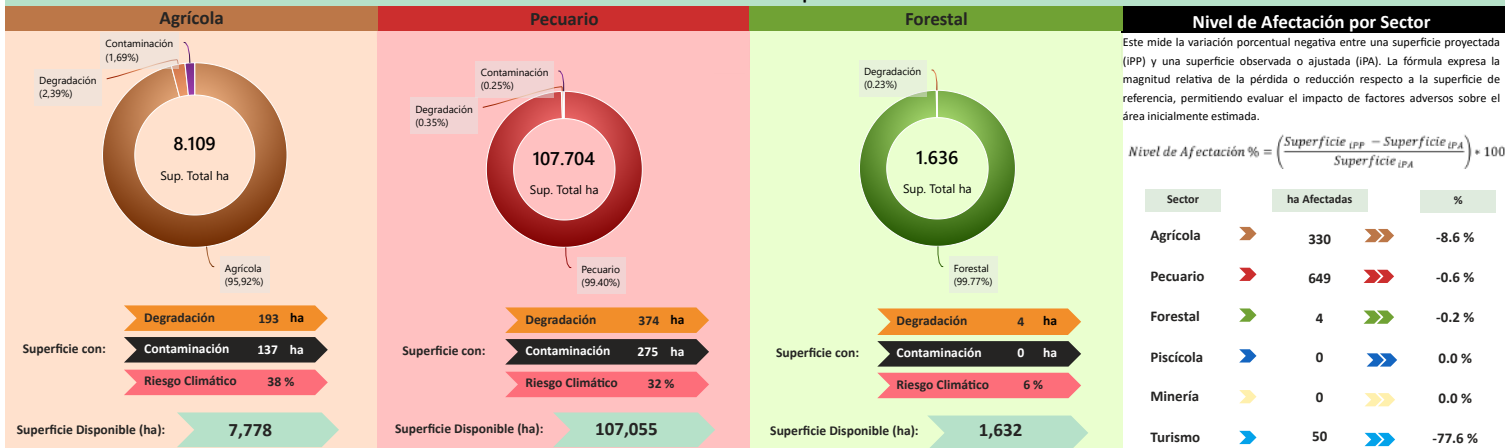 Agrícola
Contaminación
(1,69%)
Degradación
(2,39%)
8.109
Sup. Total ha
Agrícola
(95,92%)
Superficie con:
Degradación 193 ha
Contaminación 137 ha
Riesgo Climático 38 %
Superficie Disponible (ha): 7,778
Pecuario
Contaminación
(0.25%)
Degradación
(0.35%)
107.704
Sup. Total ha
Pecuario
(99.40%)
Superficie con:
Degradación 374 ha
Contaminación 275 ha
Riesgo Climático 32 %
Superficie Disponible (ha): 107,055
Forestal
Degradación
(0.23%)
1.636
Sup. Total ha
Forestal
(99.77%)
Superficie con:
Degradación 4 ha
Contaminación 0 ha
Riesgo Climático 6 %
Superficie Disponible (ha): 1,632
Nivel de Afectación por Sector
Este mide la variación porcentual negativa entre una superficie proyectada
(iPP) y una superficie observada o ajustada (iPA). La fórmula expresa la
magnitud relativa de la pérdida o reducción respecto a la superficie de
referencia, permitiendo evaluar el impacto de factores adversos sobre el
área inicialmente estimada.
Nivel de Afectación % = (Superficie iPP − Superficie iPA / Superficie iPA) * 100
Sector ha Afectadas %
Agrícola 330 -8.6 %
Pecuario 649 -0.6 %
Forestal 4 -0.2 %
Piscícola 0 0.0 %
Minería 0 0.0 %
Turismo 50 -77.6 %